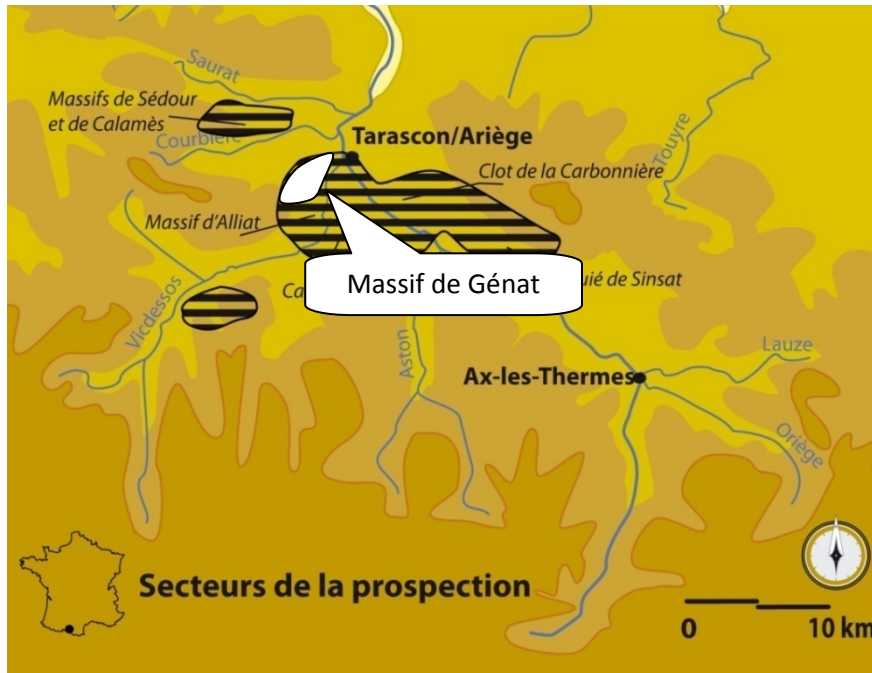 Saurat
Massifs de Sédour
et de Calamès
Courbière
Tarascon/Ariège
Touyre
Clot de la Carbonnière
Massif d'Alliat
Massif de Génat
Ca
uié de Sinsat
Vicdessos
Aston
Lauze
Ax-les-Thermes
Oriège
Secteurs de la prospection
0 10 km